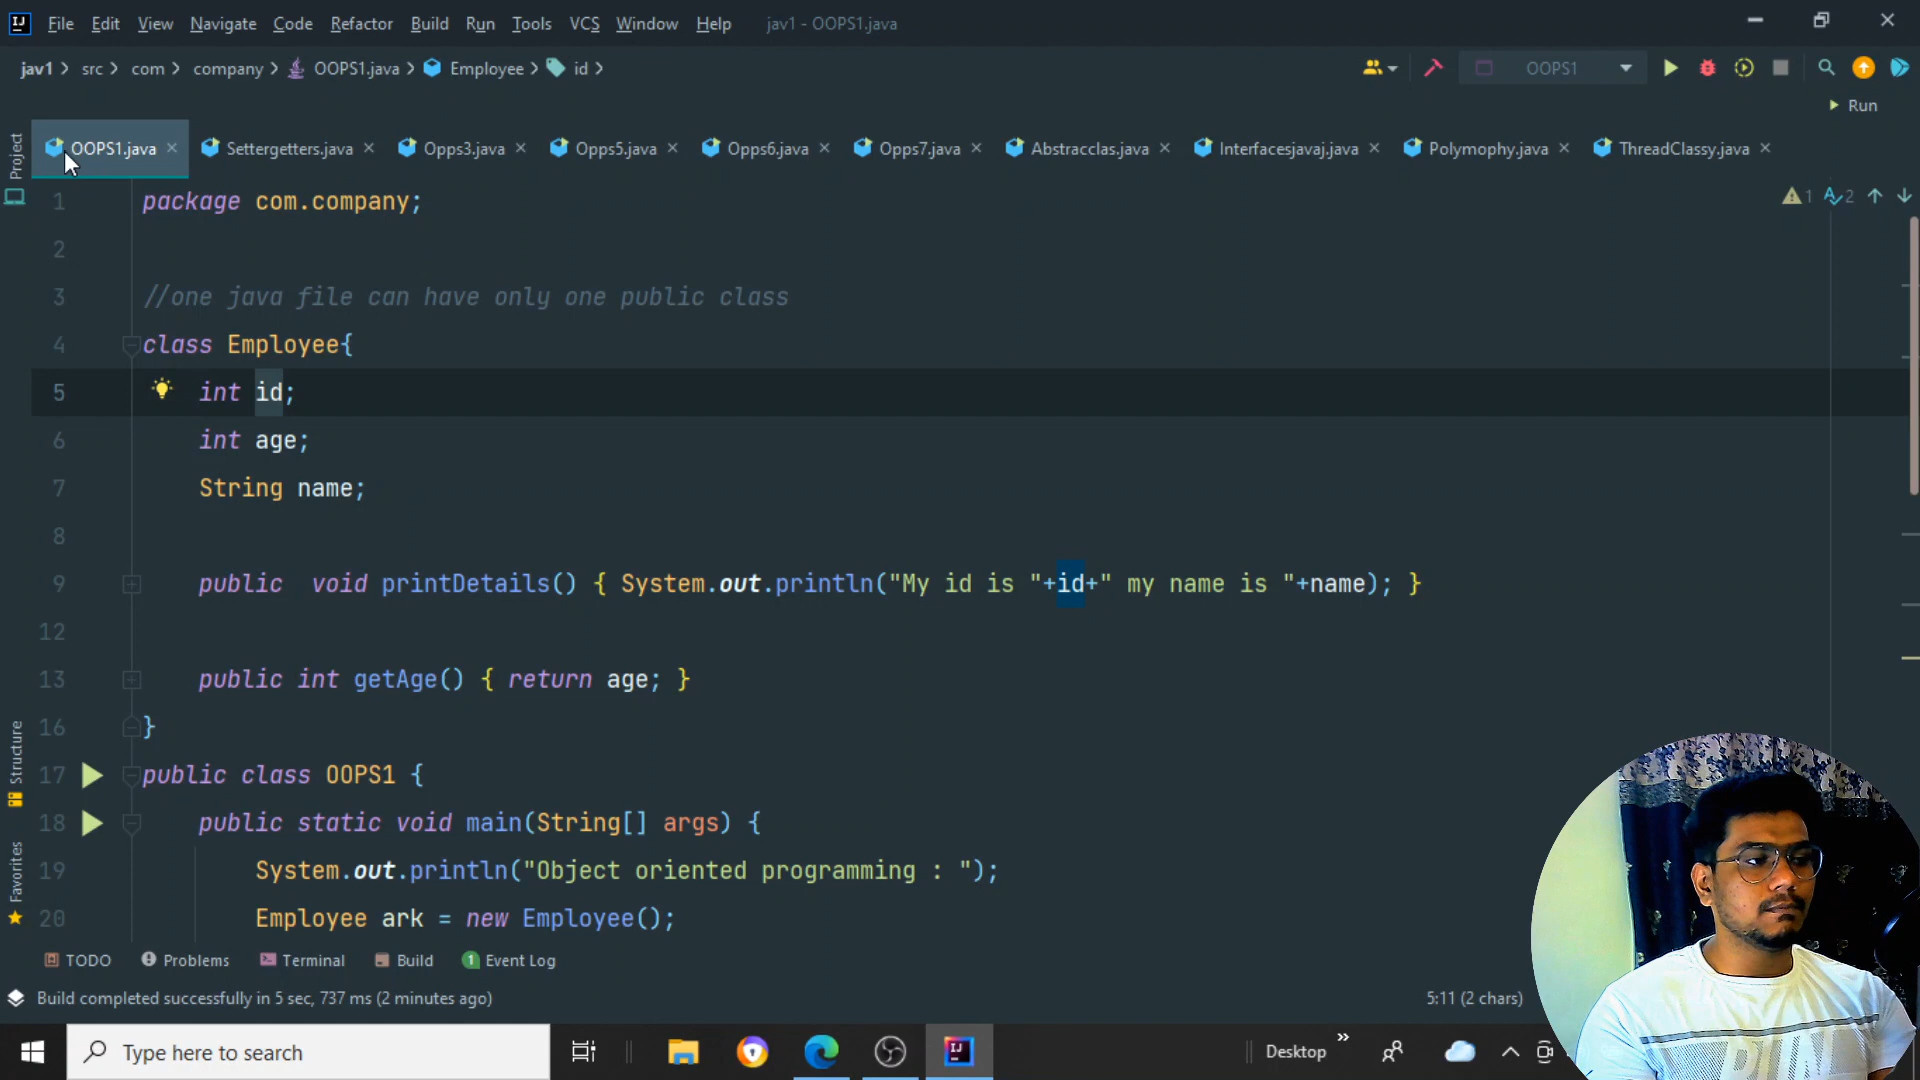 File Edit View Navigate Code Refactor Build Run Tools VCS Window Help jav1 - OOPS1.java
jav1 src com company OOPS1.java Employee id OOPS1
Run
Project
OOPS1.java Settergetters.java Opps3.java Opps5.java Opps6.java Opps7.java Abstracclas.java Interfacesjavaj.java Polymophy.java ThreadClassy.java
1 package com.company; 1 2
2
3 //one java file can have only one public class
4 class Employee{
5 int id;
6 int age;
7 String name;
8
9 public void printDetails() { System.out.println("My id is "+id+" my name is "+name); }
12
13 public int getAge() { return age; }
16 }
Structure
17 public class OOPS1 {
18 public static void main(String[] args) {
Favorites
19 System.out.println("Object oriented programming : ");
20 Employee ark = new Employee();
TODO Problems Terminal Build 1 Event Log
Build completed successfully in 5 sec, 737 ms (2 minutes ago) 5:11 (2 chars)
Type here to search Desktop